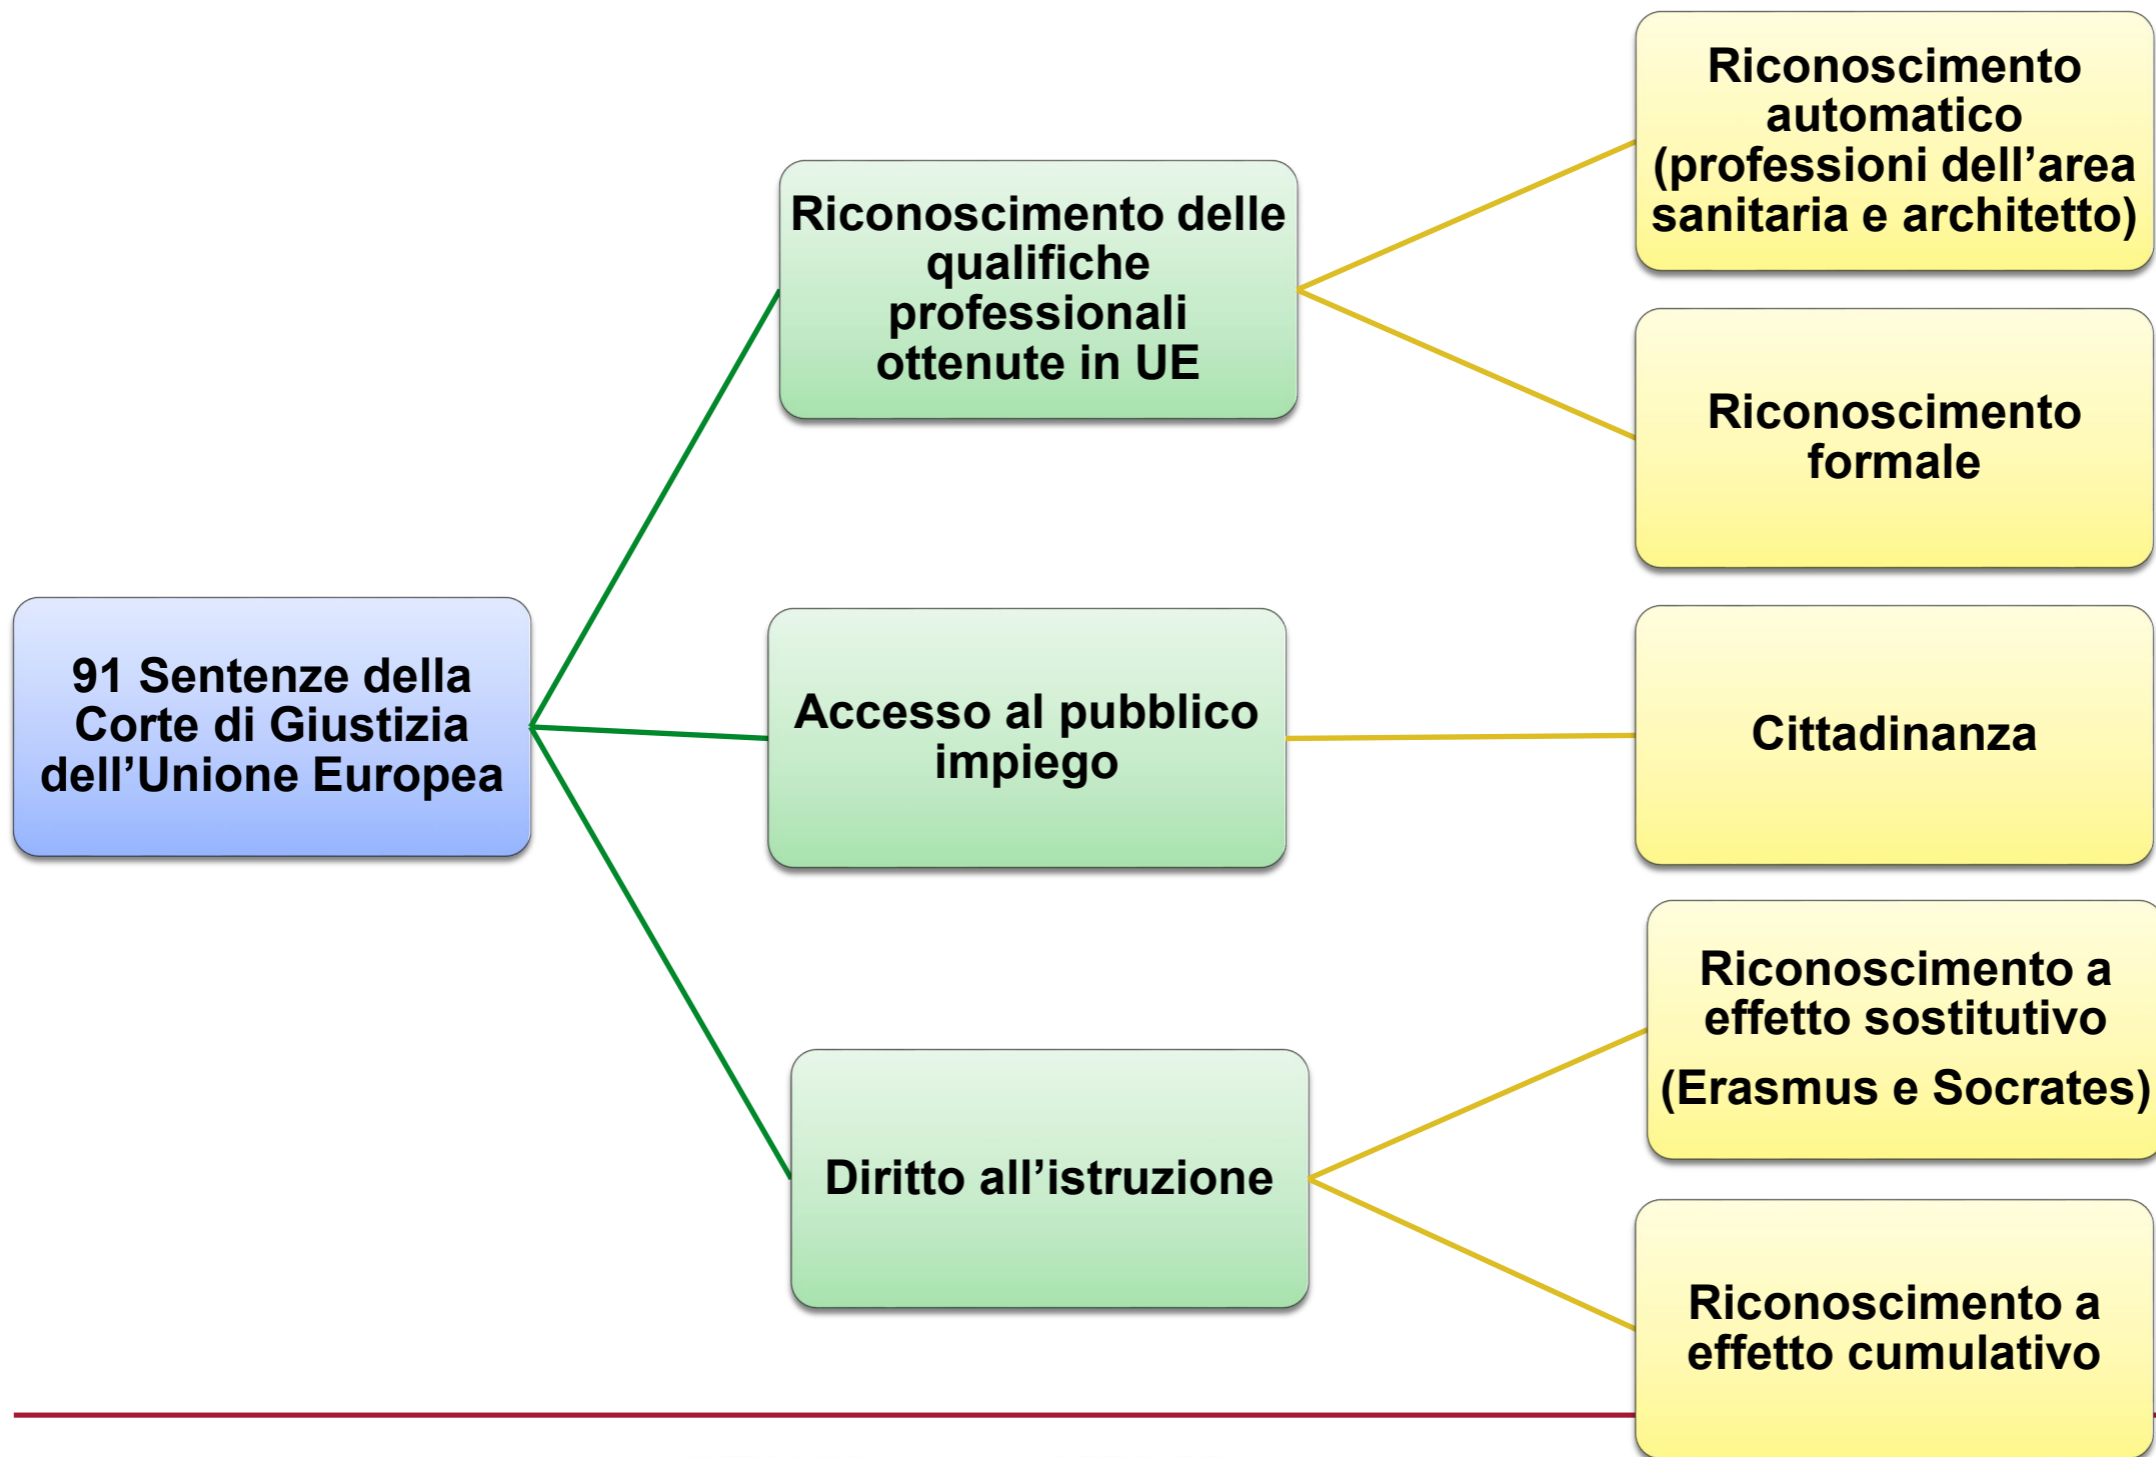 91 Sentenze della
Corte di Giustizia
dell’Unione Europea
Riconoscimento delle
qualifiche
professionali
ottenute in UE
Riconoscimento
automatico
(professioni dell’area
sanitaria e architetto)
Riconoscimento
formale
Accesso al pubblico
impiego
Cittadinanza
Diritto all’istruzione
Riconoscimento a
effetto sostitutivo
(Erasmus e Socrates)
Riconoscimento a
effetto cumulativo